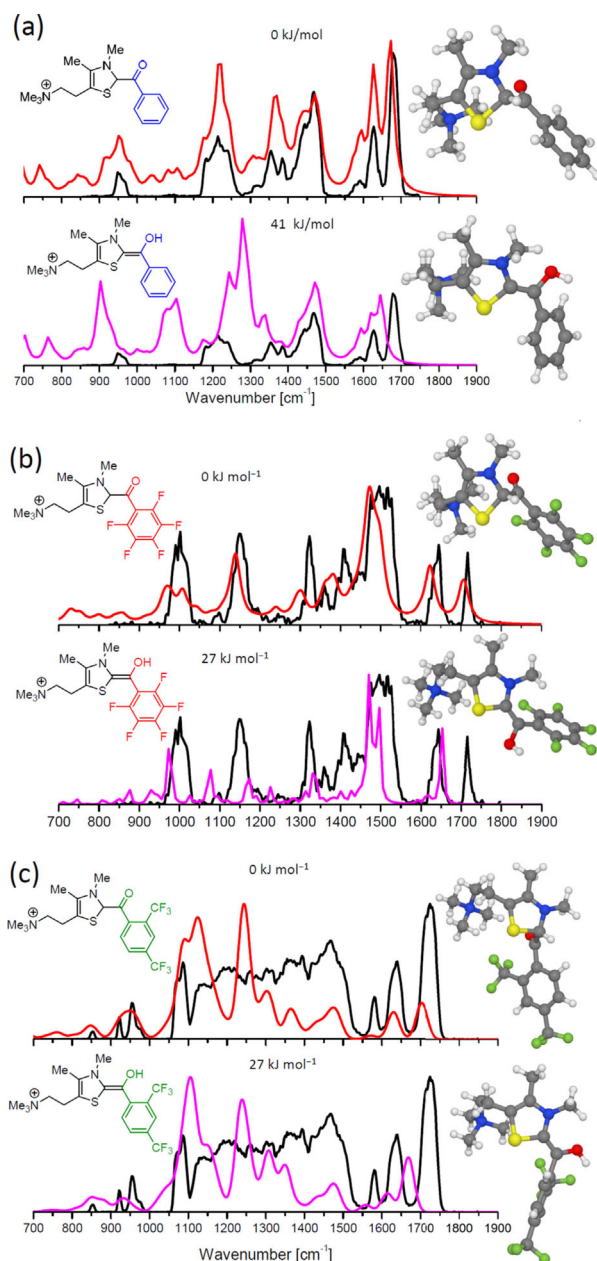 (a)
0 kJ/mol
Me
Me
N
O
S
Me₃N
⊕
41 kJ/mol
Me
Me
N
OH
S
Me₃N
⊕
700 800 900 1000 1100 1200 1300 1400 1500 1600 1700 1800 1900
Wavenumber [cm⁻¹]
(b)
0 kJ mol⁻¹
Me
Me
N
O
F
S
F
Me₃N
⊕
F
F
F
27 kJ mol⁻¹
Me
Me
N
OH
F
S
F
Me₃N
⊕
F
F
F
700 800 900 1000 1100 1200 1300 1400 1500 1600 1700 1800 1900
(c)
0 kJ mol⁻¹
Me
Me
N
O
CF₃
S
Me₃N
⊕
CF₃
27 kJ mol⁻¹
Me
Me
N
OH
CF₃
S
Me₃N
⊕
CF₃
700 800 900 1000 1100 1200 1300 1400 1500 1600 1700 1800 1900
Wavenumber [cm⁻¹]